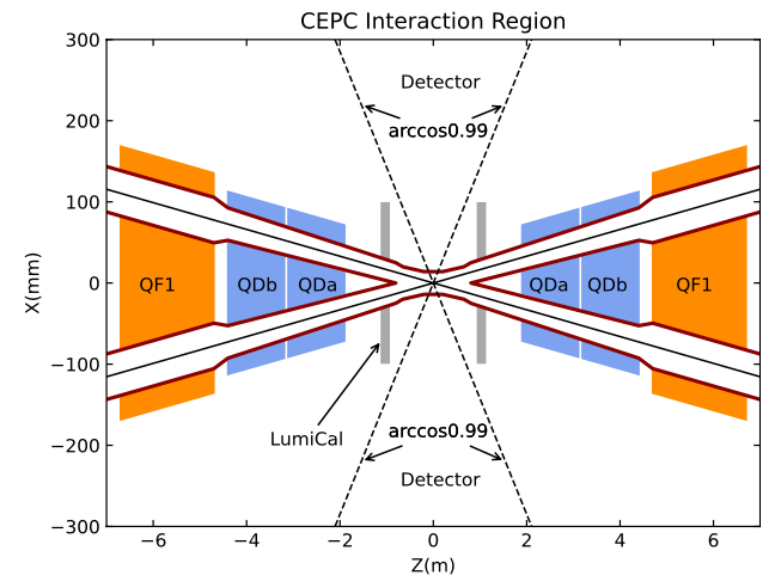 CEPC Interaction Region
300
Detector
200
arccos0.99
100
X(mm)
0
QF1 QDb QDa QDa QDb QF1
−100
LumiCal
arccos0.99
−200
Detector
−300
−6 −4 −2 0 2 4 6
Z(m)